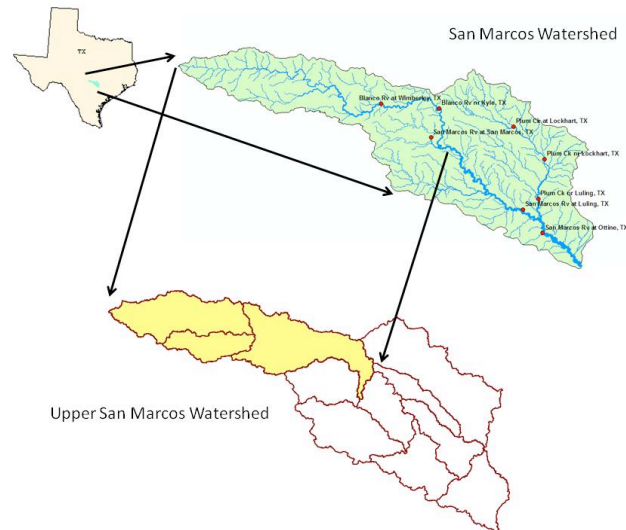 TX
San Marcos Watershed
Blanco Rv at Wimberley, TX
Blanco Rv nr Kyle, TX
Plum Ck at Lockhart, TX
San Marcos Rv at San Marcos, TX
Plum Ck nr Lockhart, TX
Plum Ck nr Luling, TX
San Marcos Rv at Luling, TX
San Marcos Rv at Ottine, TX
Upper San Marcos Watershed